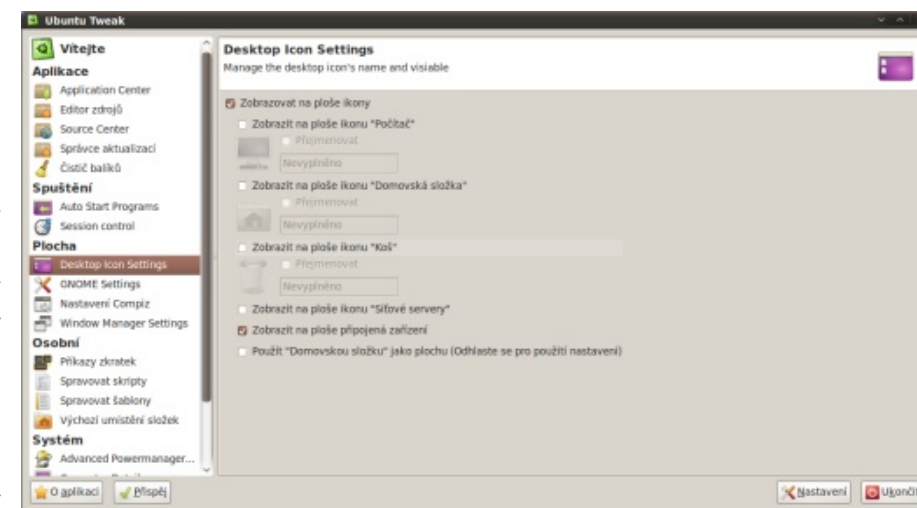 Ubuntu Tweak
Vítejte
Aplikace
Application Center
Editor zdrojů
Source Center
Správce aktualizací
Čistič balíků
Spuštění
Auto Start Programs
Session control
Plocha
Desktop Icon Settings
GNOME Settings
Nastavení Compiz
Window Manager Settings
Osobní
Příkazy zkratek
Spravovat skripty
Spravovat šablony
Výchozí umístění složek
Systém
Advanced Powermanager...
Desktop Icon Settings
Manage the desktop icon's name and visiable
Zobrazovat na ploše ikony
Zobrazit na ploše ikonu "Počítač"
Přejmenovat
Nevyplněno
Zobrazit na ploše ikonu "Domovská složka"
Přejmenovat
Nevyplněno
Zobrazit na ploše ikonu "Koš"
Přejmenovat
Nevyplněno
Zobrazit na ploše ikonu "Síťové servery"
Zobrazit na ploše připojená zařízení
Použít "Domovskou složku" jako plochu (Odhlaste se pro použití nastavení)
O aplikaci
Přispěj
Nastavení
Ukončit